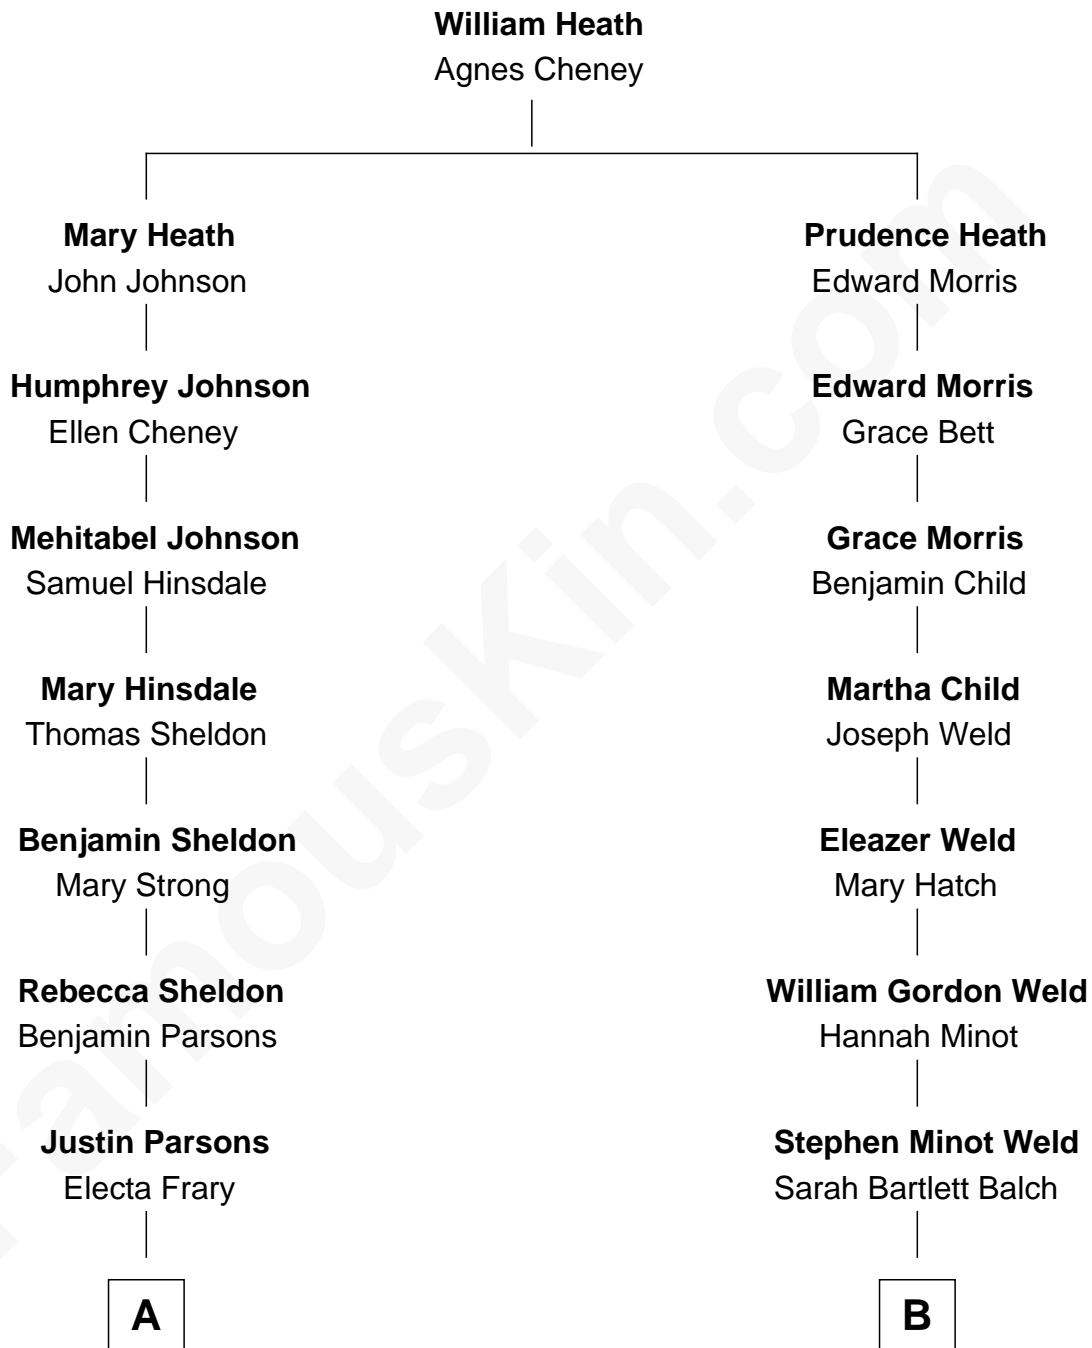 William Heath
Agnes Cheney
Mary Heath
John Johnson
Prudence Heath
Edward Morris
Humphrey Johnson
Ellen Cheney
Edward Morris
Grace Bett
Mehitabel Johnson
Samuel Hinsdale
Grace Morris
Benjamin Child
Mary Hinsdale
Thomas Sheldon
Martha Child
Joseph Weld
Benjamin Sheldon
Mary Strong
Eleazer Weld
Mary Hatch
Rebecca Sheldon
Benjamin Parsons
William Gordon Weld
Hannah Minot
Justin Parsons
Electa Frary
Stephen Minot Weld
Sarah Bartlett Balch
A
B
FamousKin.com